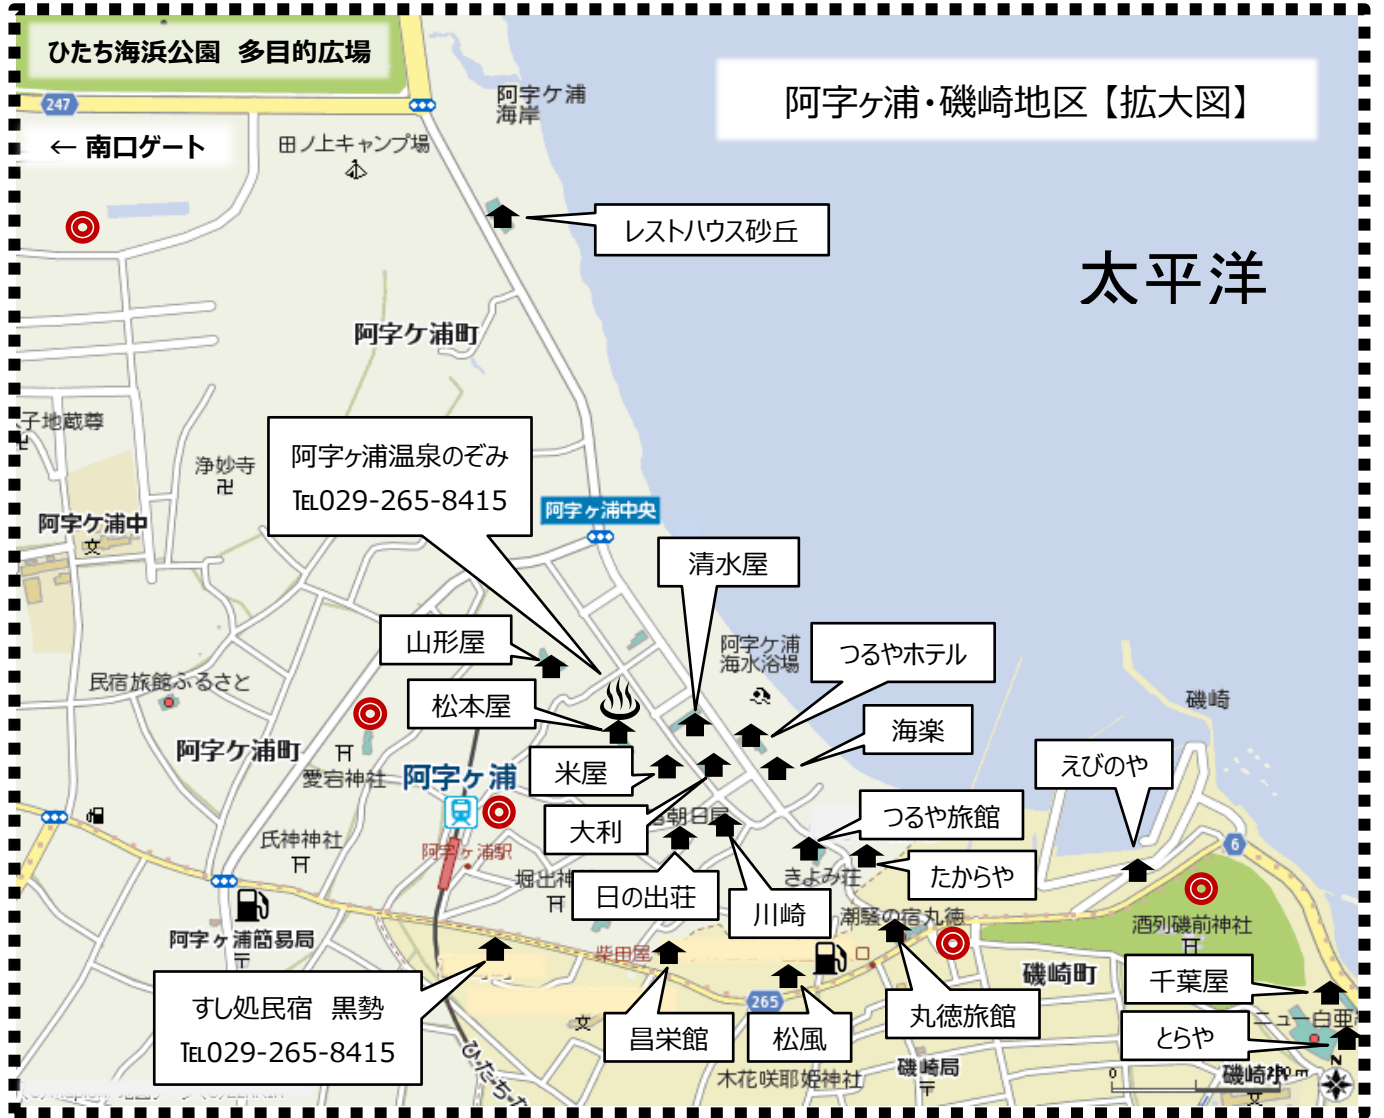 ひたち海浜公園 多目的広場
阿字ヶ浦・磯崎地区【拡大図】
247
← 南口ゲート
阿字ケ浦
海岸
田ノ上キャンプ場
レストハウス砂丘
太平洋
阿字ケ浦町
子地蔵尊
浄妙寺
阿字ヶ浦温泉のぞみ
℡029-265-8415
阿字ケ浦中
文
阿字ヶ浦中央
清水屋
山形屋
阿字ケ浦
海水浴場
つるやホテル
民宿旅館ふるさと
松本屋
磯崎
海楽
阿字ケ浦町
愛宕神社
阿字ヶ浦
米屋
えびのや
大利
朝日屋
つるや旅館
6
氏神神社
阿字ヶ浦駅
堀出神
日の出荘
川崎
きよみ荘
たからや
潮騒の宿丸徳
酒列磯前神社
阿字ヶ浦簡易局
柴田屋
磯崎町
千葉屋
すし処民宿 黒勢
℡029-265-8415
265
文
昌栄館
松風
丸徳旅館
ニュー白亜
とらや
ひたちな
木花咲耶姫神社
磯崎局
磯崎小
文
0
N